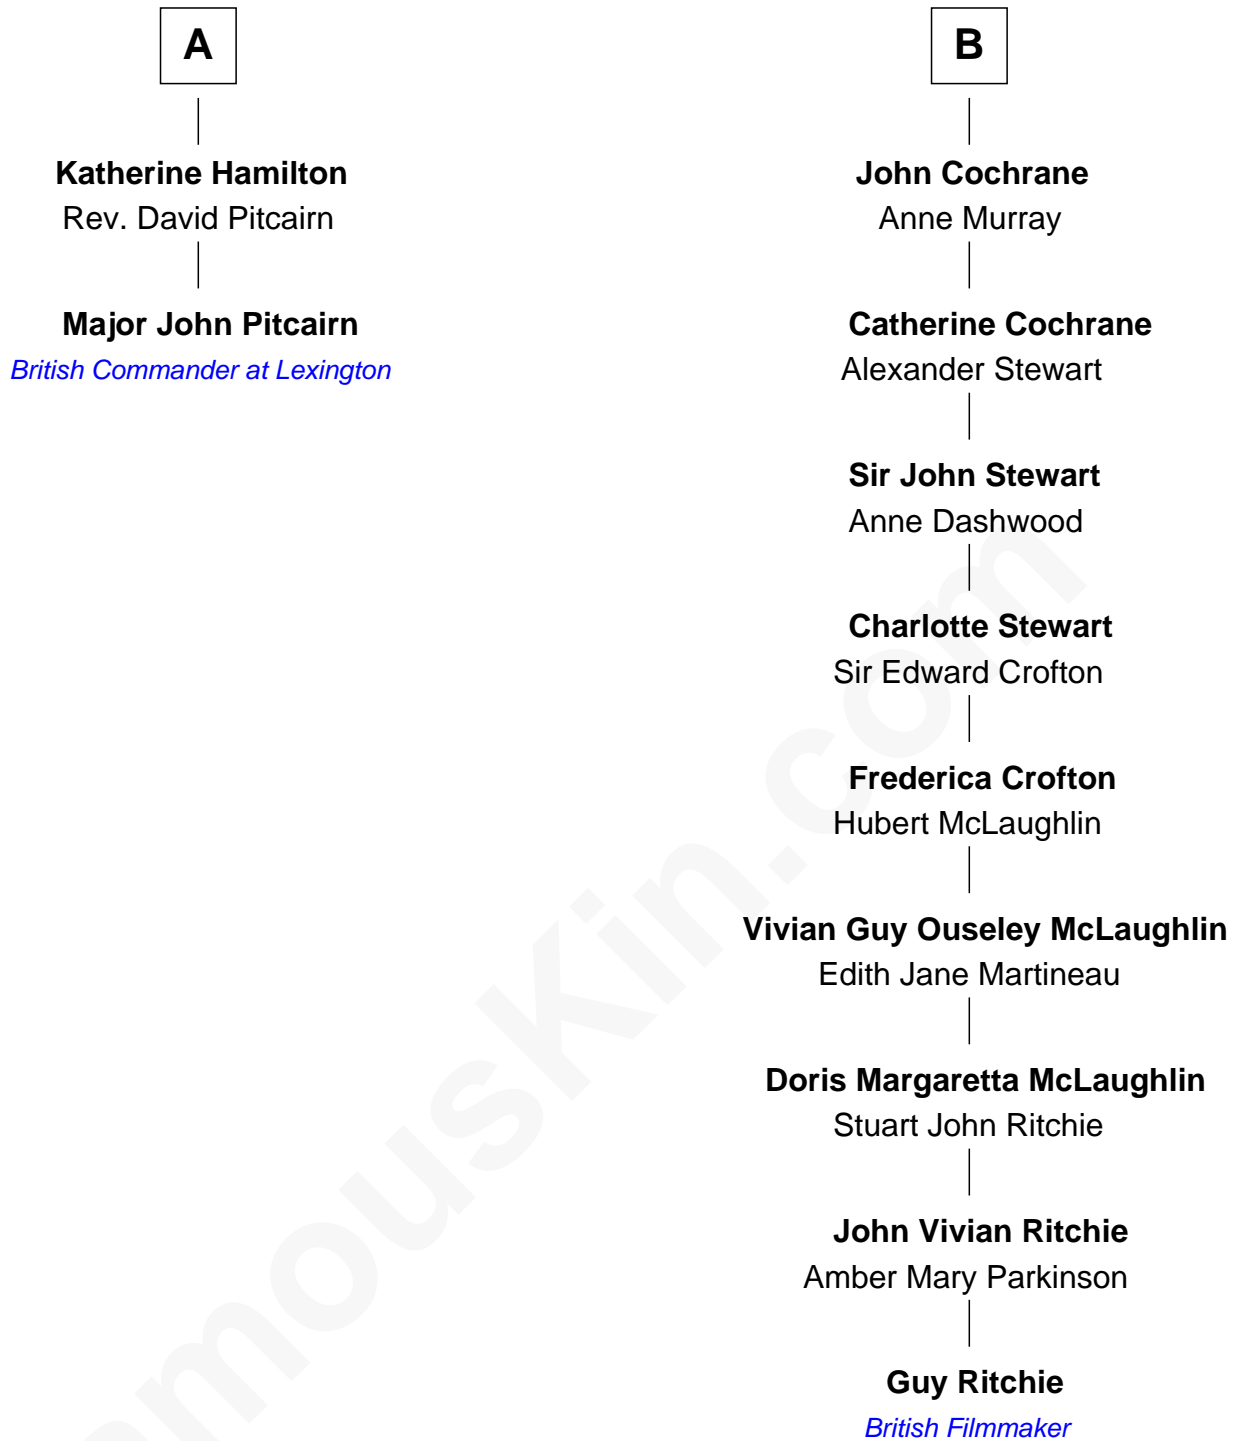 A
Katherine Hamilton
Rev. David Pitcairn
Major John Pitcairn
British Commander at Lexington
B
John Cochrane
Anne Murray
Catherine Cochrane
Alexander Stewart
Sir John Stewart
Anne Dashwood
Charlotte Stewart
Sir Edward Crofton
Frederica Crofton
Hubert McLaughlin
Vivian Guy Ouseley McLaughlin
Edith Jane Martineau
Doris Margaretta McLaughlin
Stuart John Ritchie
John Vivian Ritchie
Amber Mary Parkinson
Guy Ritchie
British Filmmaker
amouskin.com